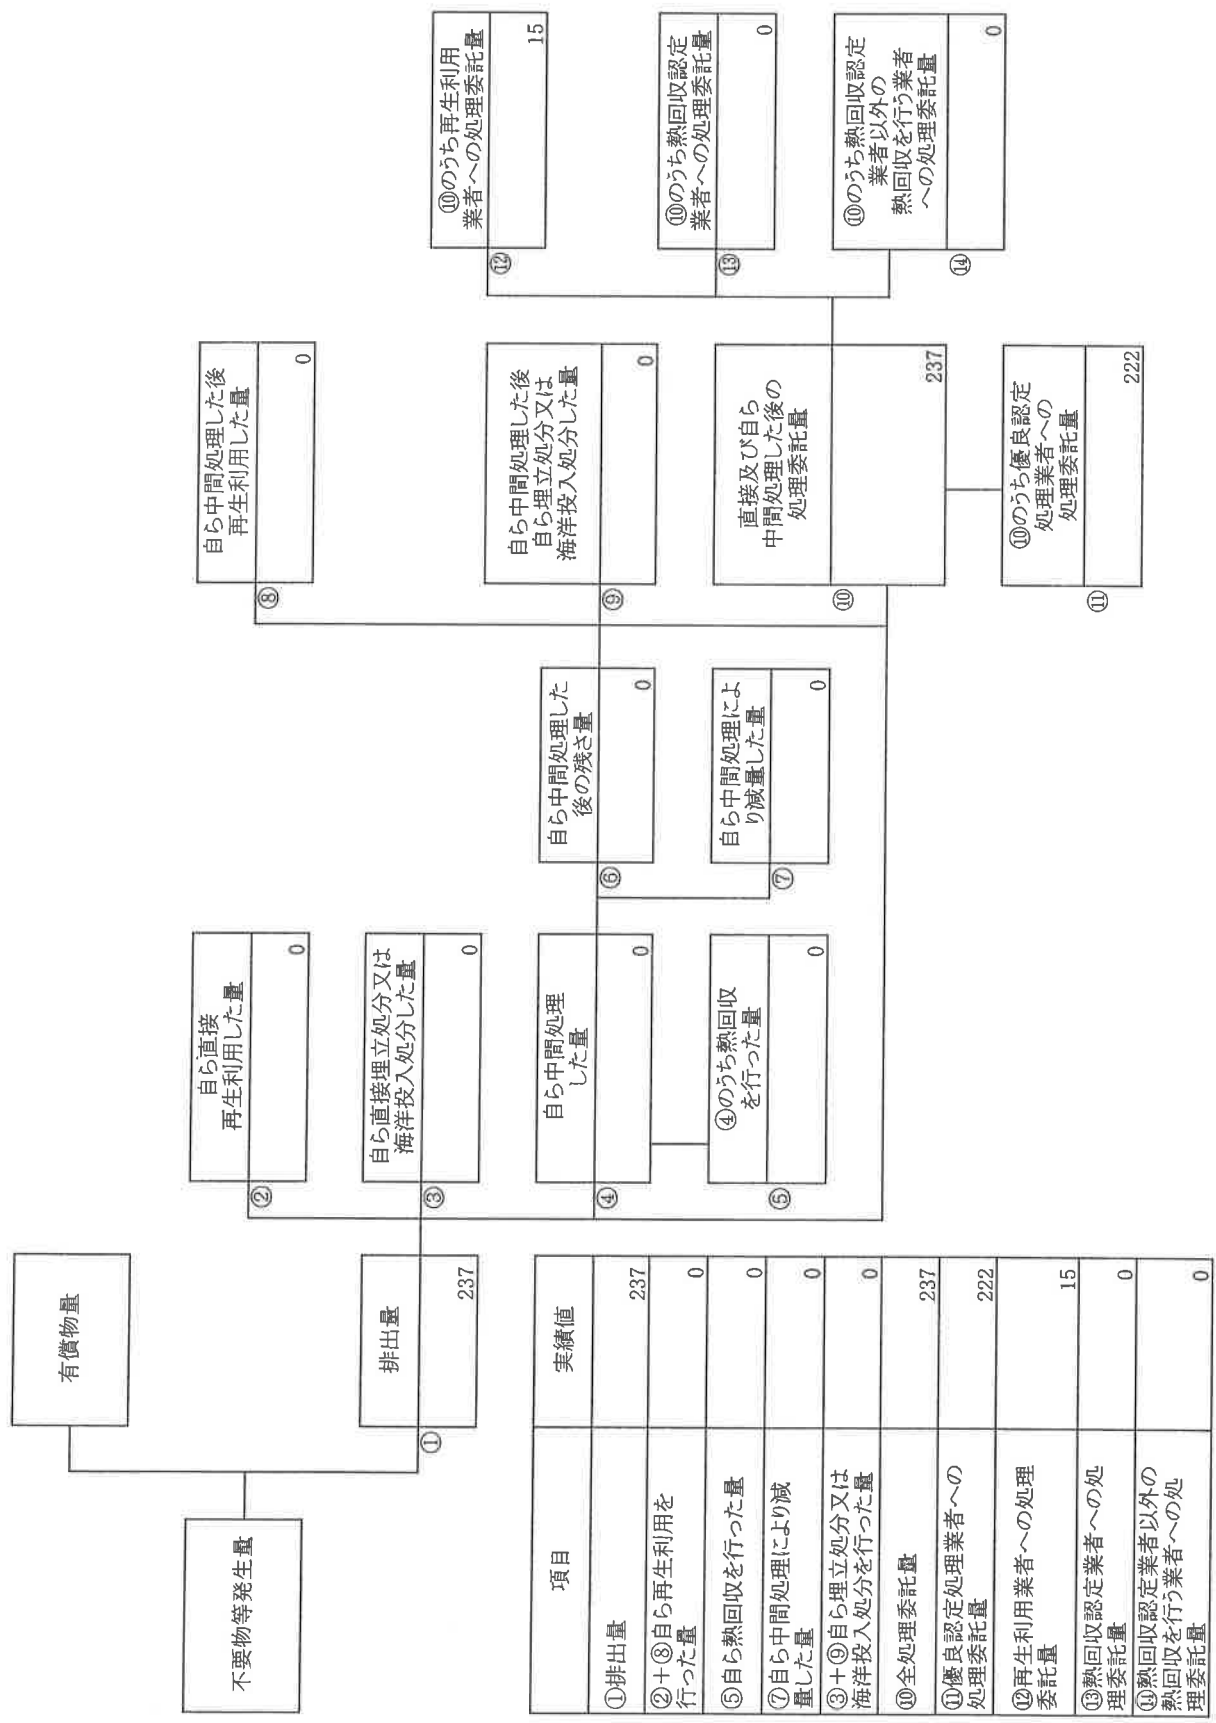 不要物等発生量
有償物量
①
排出量
237
②
自ら直接
再生利用した量
0
③
自ら直接埋立処分又は
海洋投入処分した量
0
④
自ら中間処理
した量
0
⑤
④のうち熱回収
を行った量
0
⑥
自ら中間処理した
後の残さ量
0
⑦
自ら中間処理によ
り減量した量
0
⑧
自ら中間処理した後
再生利用した量
0
⑨
自ら中間処理した後
自ら埋立処分又は
海洋投入処分した量
0
⑩
直接及び自ら
中間処理した後の
処理委託量
237
⑪
⑩のうち優良認定
処理業者への
処理委託量
222
⑫
⑩のうち再生利用
業者への処理委託量
15
⑬
⑩のうち熱回収認定
業者への処理委託量
0
⑭
⑩のうち熱回収認定
業者以外の
熱回収を行う業者
への処理委託量
0
項目 実績値
①排出量 237
②+⑧自ら再生利用を
行った量 0
⑤自ら熱回収を行った量 0
⑦自ら中間処理により減
量した量 0
③+⑨自ら埋立処分又は
海洋投入処分を行った量 0
⑩全処理委託量 237
⑪優良認定処理業者への
処理委託量 222
⑫再生利用業者への処理
委託量 15
⑬熱回収認定業者への処
理委託量 0
⑭熱回収認定業者以外の
熱回収を行う業者への処
理委託量 0